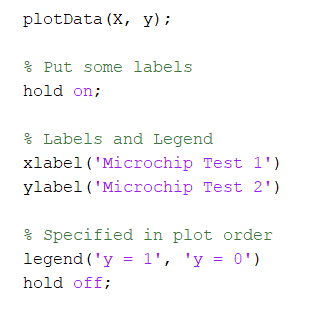 plotData(X, y);
% Put some labels
hold on;
% Labels and Legend
xlabel('Microchip Test 1')
ylabel('Microchip Test 2')
% Specified in plot order
legend('y = 1', 'y = 0')
hold off;